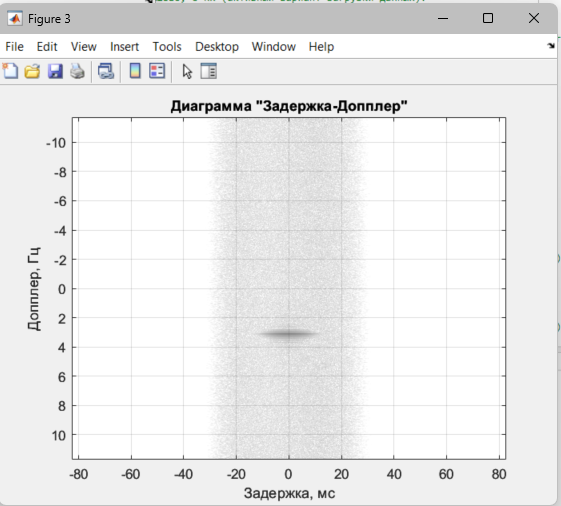 Figure 3
File Edit View Insert Tools Desktop Window Help
Диаграмма "Задержка-Допплер"
-10
-8
-6
-4
-2
0
2
4
6
8
10
Допплер, Гц
-80 -60 -40 -20 0 20 40 60 80
Задержка, мс